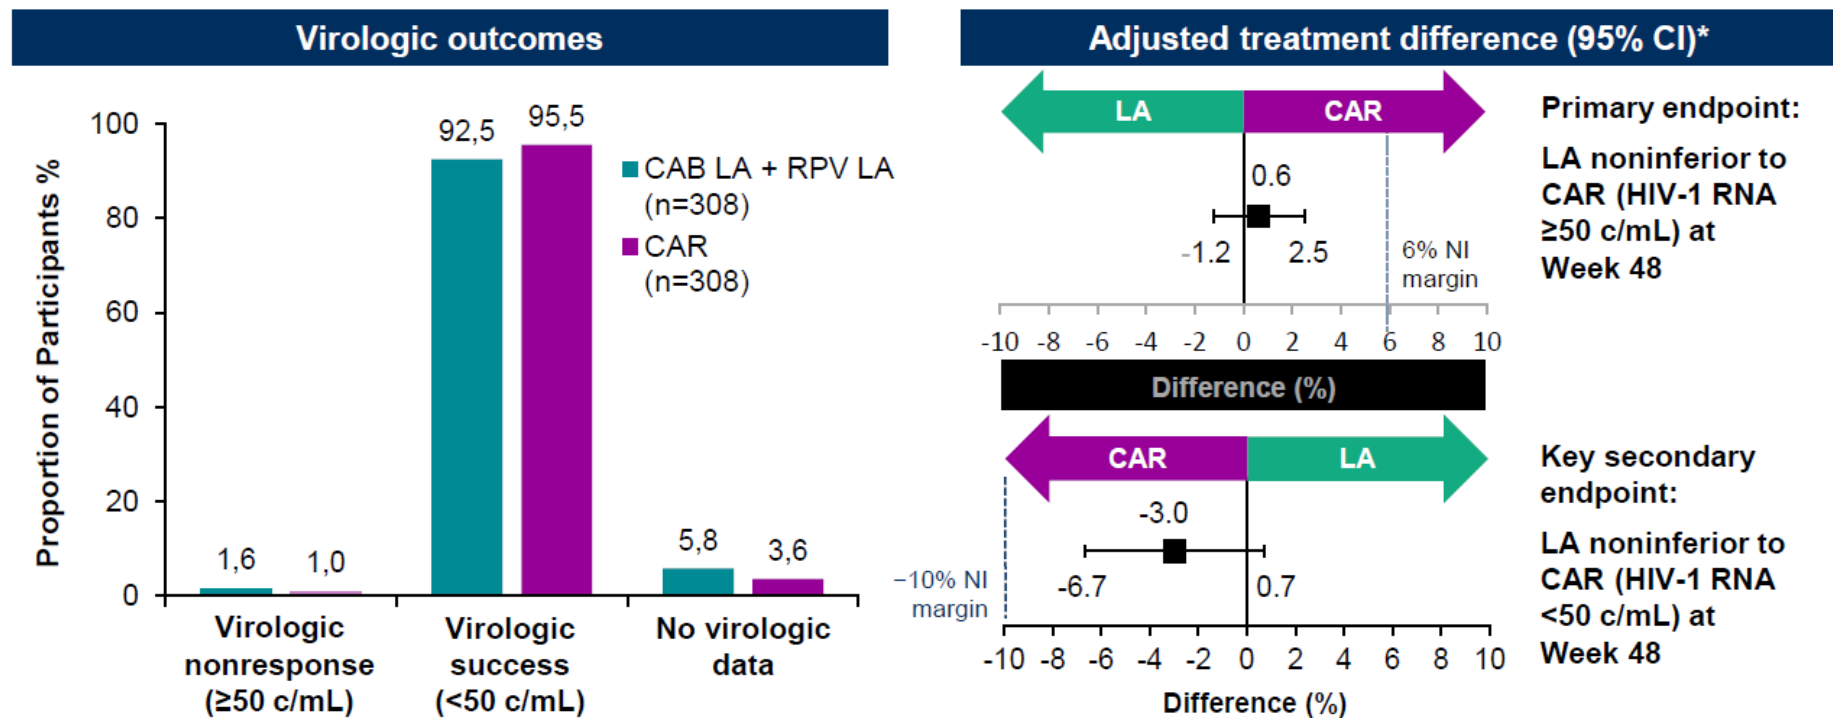 Virologic outcomes
Proportion of Participants %
100
80
60
40
20
0
1,6
1,0
92,5
95,5
5,8
3,6
CAB LA + RPV LA
(n=308)
CAR
(n=308)
Virologic
nonresponse
(≥50 c/mL)
Virologic
success
(<50 c/mL)
No virologic
data
Adjusted treatment difference (95% CI)*
LA
CAR
0.6
-1.2
2.5
6% NI
margin
-10 -8 -6 -4 -2 0 2 4 6 8 10
Difference (%)
Primary endpoint:
LA noninferior to
CAR (HIV-1 RNA
≥50 c/mL) at
Week 48
CAR
LA
-3.0
-6.7
0.7
−10% NI
margin
-10 -8 -6 -4 -2 0 2 4 6 8 10
Difference (%)
Key secondary
endpoint:
LA noninferior to
CAR (HIV-1 RNA
<50 c/mL) at
Week 48